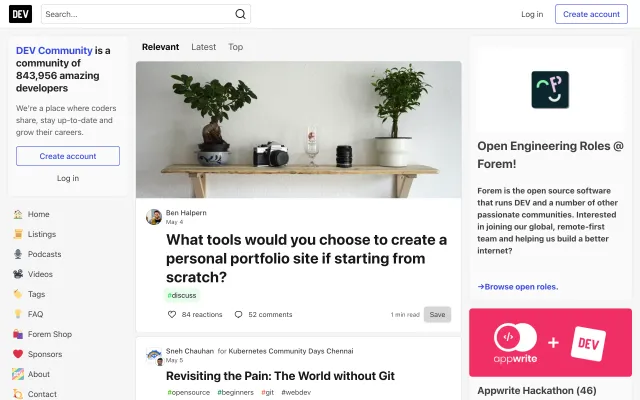 DEV
Search...
Log in
Create account
DEV Community is a
community of
843,956 amazing
developers
We're a place where coders
share, stay up-to-date and
grow their careers.
Create account
Log in
Home
Listings
Podcasts
Videos
Tags
FAQ
Forem Shop
Sponsors
About
Contact
Relevant Latest Top
Ben Halpern
May 4
What tools would you choose to create a
personal portfolio site if starting from
scratch?
#discuss
84 reactions
52 comments
1 min read
Save
Sneh Chauhan for Kubernetes Community Days Chennai
May 5
Revisiting the Pain: The World without Git
#opensource #beginners #git #webdev
Open Engineering Roles @
Forem!
Forem is the open source software
that runs DEV and a number of other
passionate communities. Interested
in joining our global, remote-first
team and helping us build a better
internet?
→Browse open roles.
appwrite + DEV
Appwrite Hackathon (46)